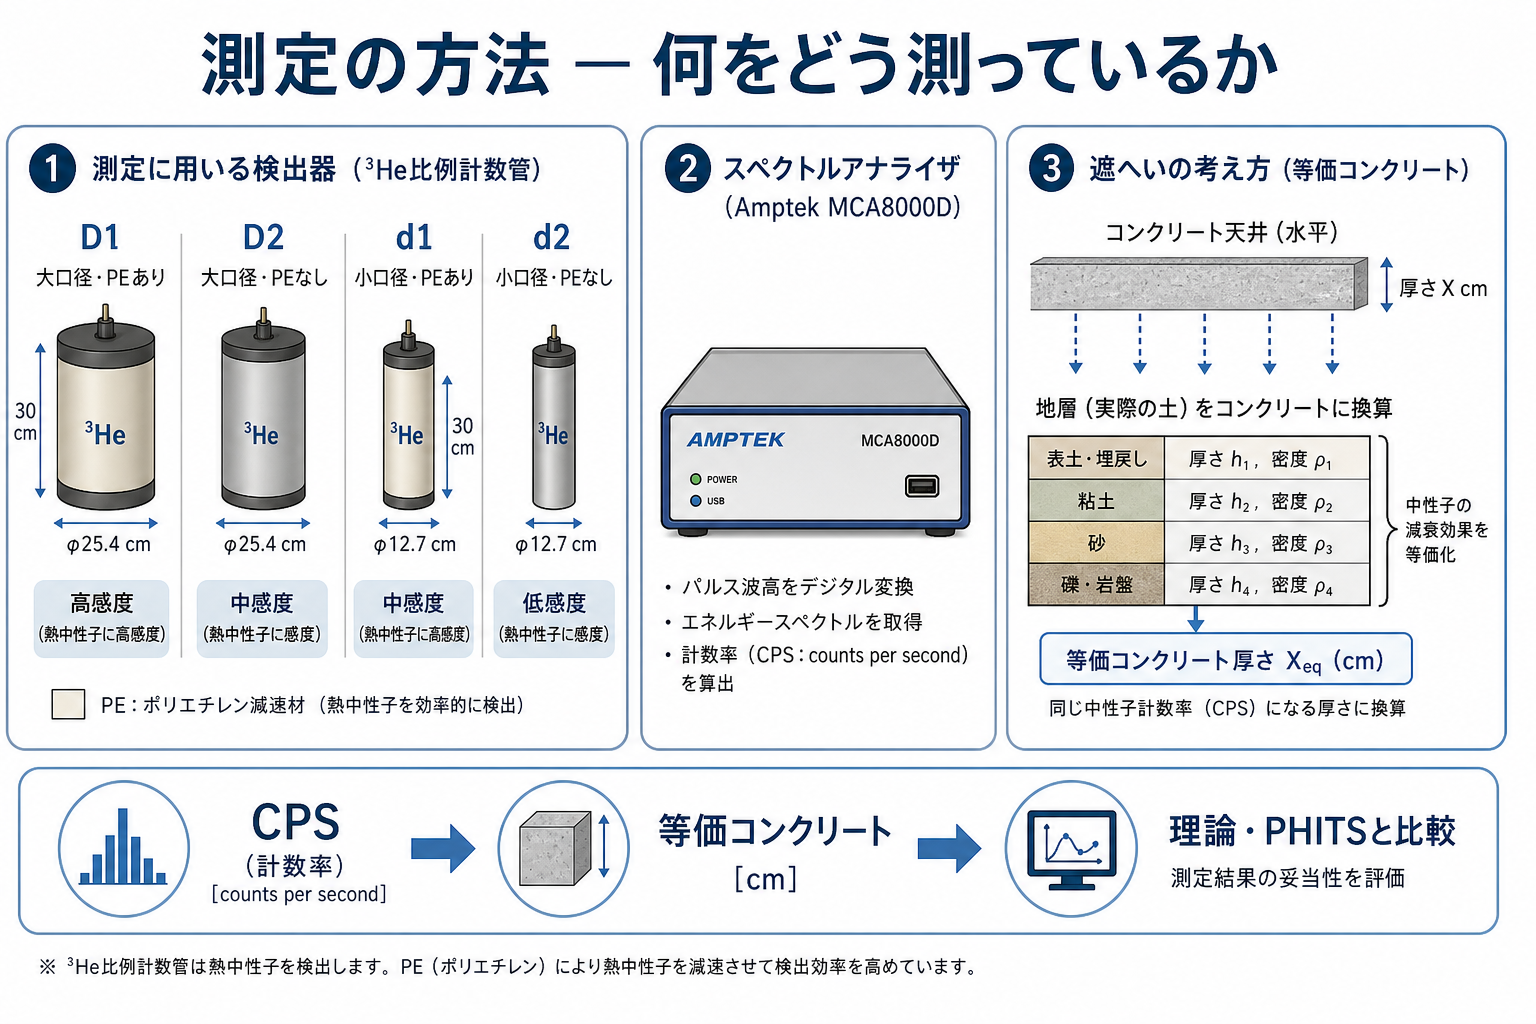 測定の方法 — 何をどう測っているか
1 測定に用いる検出器（³He比例計数管）
D1
大口径・PEあり
30
cm
³He
φ25.4 cm
高感度
(熱中性子に高感度)
D2
大口径・PEなし
³He
φ25.4 cm
中感度
(熱中性子に感度)
d1
小口径・PEあり
³He
30
cm
φ12.7 cm
中感度
(熱中性子に高感度)
d2
小口径・PEなし
³He
φ12.7 cm
低感度
(熱中性子に感度)
PE：ポリエチレン減速材（熱中性子を効率的に検出）
2 スペクトルアナライザ
（Amptek MCA8000D）
AMPTEK
MCA8000D
POWER
USB
・パルス波高をデジタル変換
・エネルギースペクトルを取得
・計数率（CPS：counts per second）
を算出
3 遮へいの考え方（等価コンクリート）
コンクリート天井（水平）
厚さ X cm
地層（実際の土）をコンクリートに換算
表土・埋戻し 厚さ h₁，密度 ρ₁
粘土 厚さ h₂，密度 ρ₂
砂 厚さ h₃，密度 ρ₃
礫・岩盤 厚さ h₄，密度 ρ₄
中性子の
減衰効果を
等価化
等価コンクリート厚さ Xeq（cm）
同じ中性子計数率（CPS）になる厚さに換算
CPS
（計数率）
[counts per second]
等価コンクリート
[cm]
理論・PHITSと比較
測定結果の妥当性を評価
※ ³He比例計数管は熱中性子を検出します。PE（ポリエチレン）により熱中性子を減速させて検出効率を高めています。